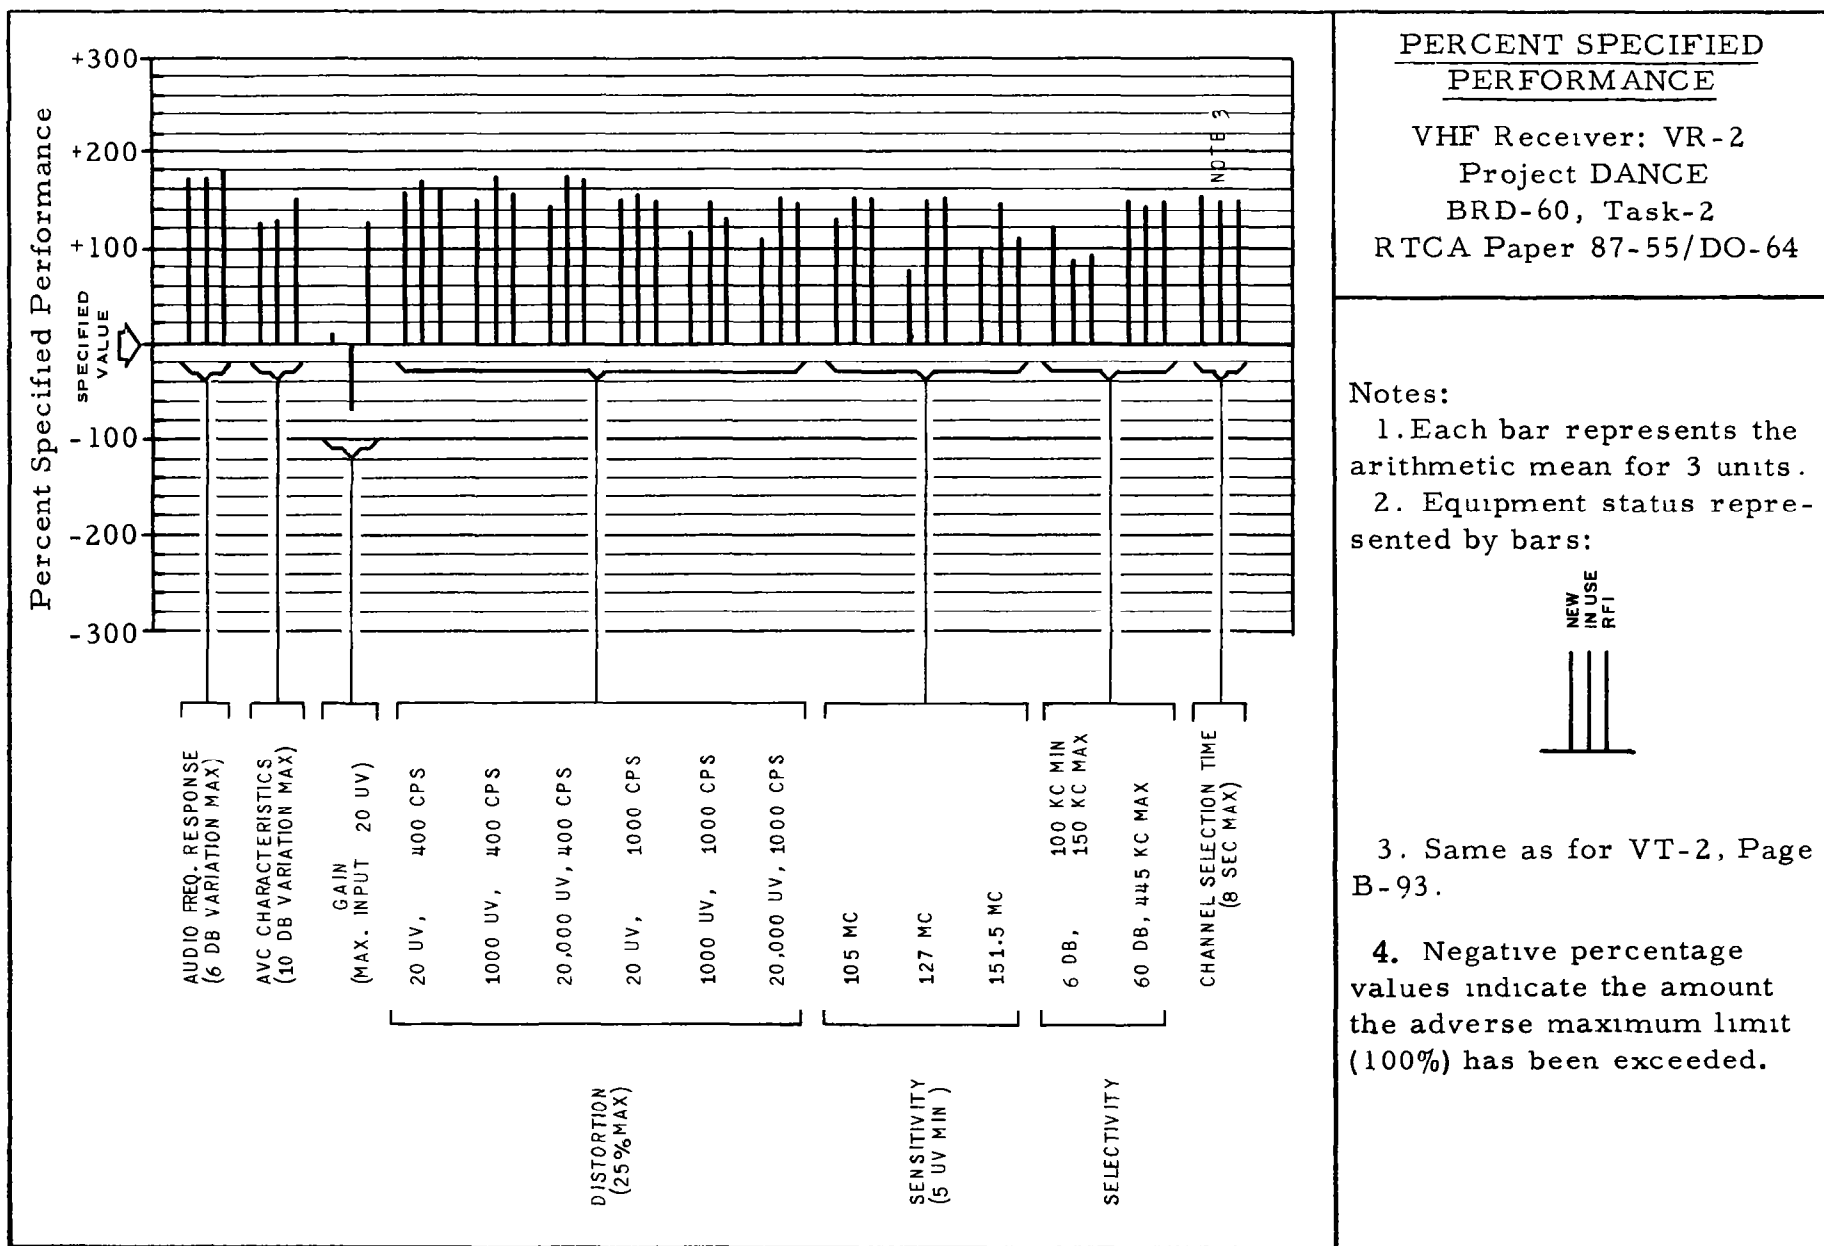 PERCENT SPECIFIED
PERFORMANCE
VHF Receiver: VR-2
Project DANCE
BRD-60, Task-2
RTCA Paper 87-55/DO-64
Percent Specified Performance
SPECIFIED
VALUE
+300
+200
+100
-100
-200
-300
NOTE 3
AUDIO FREQ. RESPONSE
(6 DB VARIATION MAX)
AVC CHARACTERISTICS
(10 DB VARIATION MAX)
GAIN
(MAX. INPUT 20 UV)
20 UV, 400 CPS
1000 UV, 400 CPS
20,000 UV, 400 CPS
20 UV, 1000 CPS
1000 UV, 1000 CPS
20,000 UV, 1000 CPS
DISTORTION
(25% MAX)
105 MC
127 MC
151.5 MC
SENSITIVITY
(5 UV MIN)
6 DB, 100 KC MIN
150 KC MAX
60 DB, 445 KC MAX
SELECTIVITY
CHANNEL SELECTION TIME
(8 SEC MAX)
Notes:
1. Each bar represents the
arithmetic mean for 3 units.
2. Equipment status repre-
sented by bars:
NEW
IN USE
RFI
3. Same as for VT-2, Page
B-93.
4. Negative percentage
values indicate the amount
the adverse maximum limit
(100%) has been exceeded.